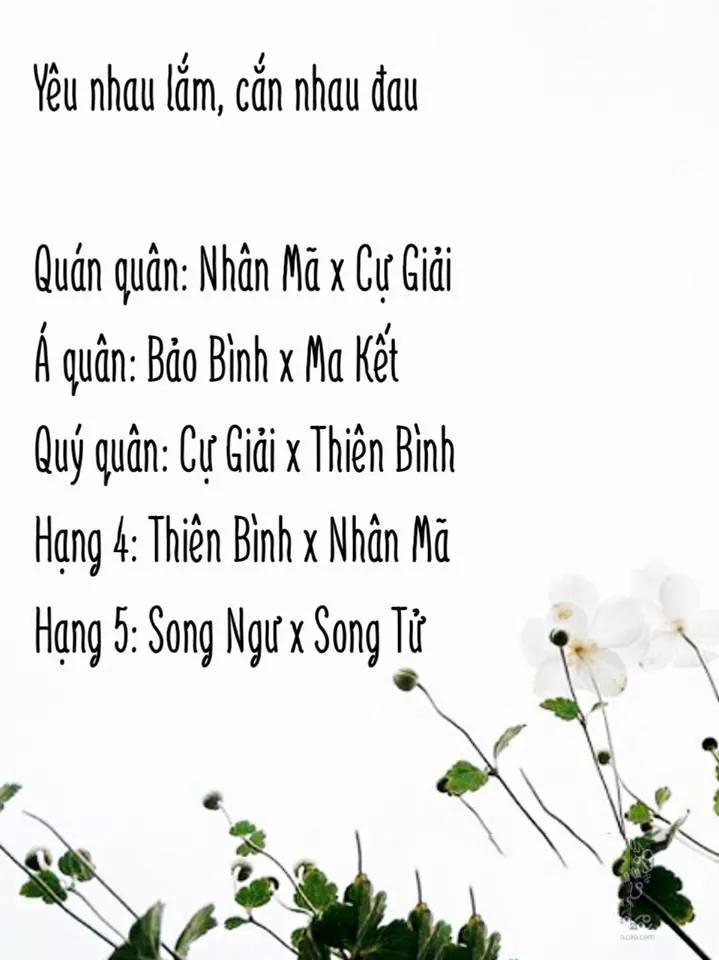 Yêu nhau lắm, cắn nhau đau
Quán quân: Nhân Mã x Cự Giải
Á quân: Bảo Bình x Ma Kết
Quý quân: Cự Giải x Thiên Bình
Hạng 4: Thiên Bình x Nhân Mã
Hạng 5: Song Ngư x Song Tử